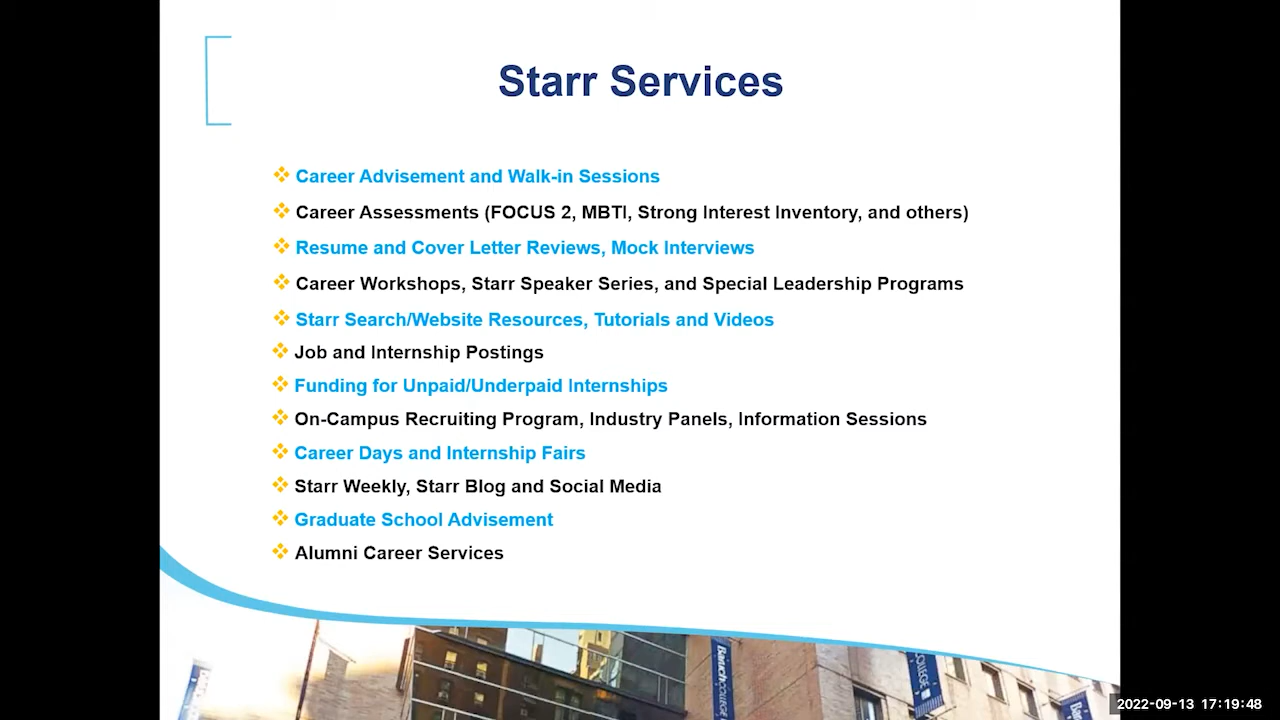 Starr Services
Career Advisement and Walk-in Sessions
Career Assessments (FOCUS 2, MBTI, Strong Interest Inventory, and others)
Resume and Cover Letter Reviews, Mock Interviews
Career Workshops, Starr Speaker Series, and Special Leadership Programs
Starr Search/Website Resources, Tutorials and Videos
Job and Internship Postings
Funding for Unpaid/Underpaid Internships
On-Campus Recruiting Program, Industry Panels, Information Sessions
Career Days and Internship Fairs
Starr Weekly, Starr Blog and Social Media
Graduate School Advisement
Alumni Career Services
Baruch COLLEGE
COLLEGE
2022-09-13 17:19:48